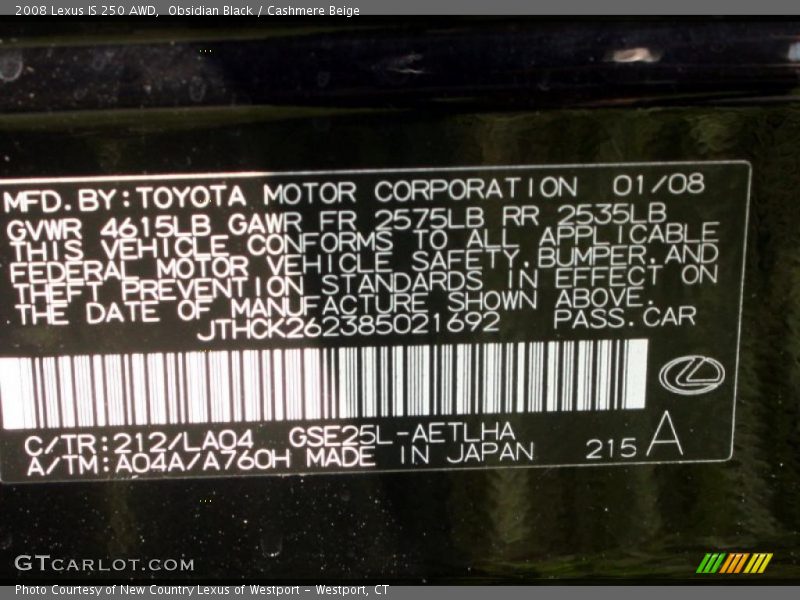 2008 Lexus IS 250 AWD,  Obsidian Black / Cashmere Beige
MFD. BY: TOYOTA MOTOR CORPORATION 01/08
GVWR 4615LB GAWR FR 2575LB RR 2535LB
THIS VEHICLE CONFORMS TO ALL APPLICABLE
FEDERAL MOTOR VEHICLE SAFETY, BUMPER, AND
THEFT PREVENTION STANDARDS IN EFFECT ON
THE DATE OF MANUFACTURE SHOWN ABOVE.
JTHCK262385021692 PASS. CAR
C/TR: 212/LA04 GSE25L-AETLHA
A/TM: A04A/A760H MADE IN JAPAN 215 A
GTCARLOT.COM
Photo Courtesy of New Country Lexus of Westport - Westport, CT